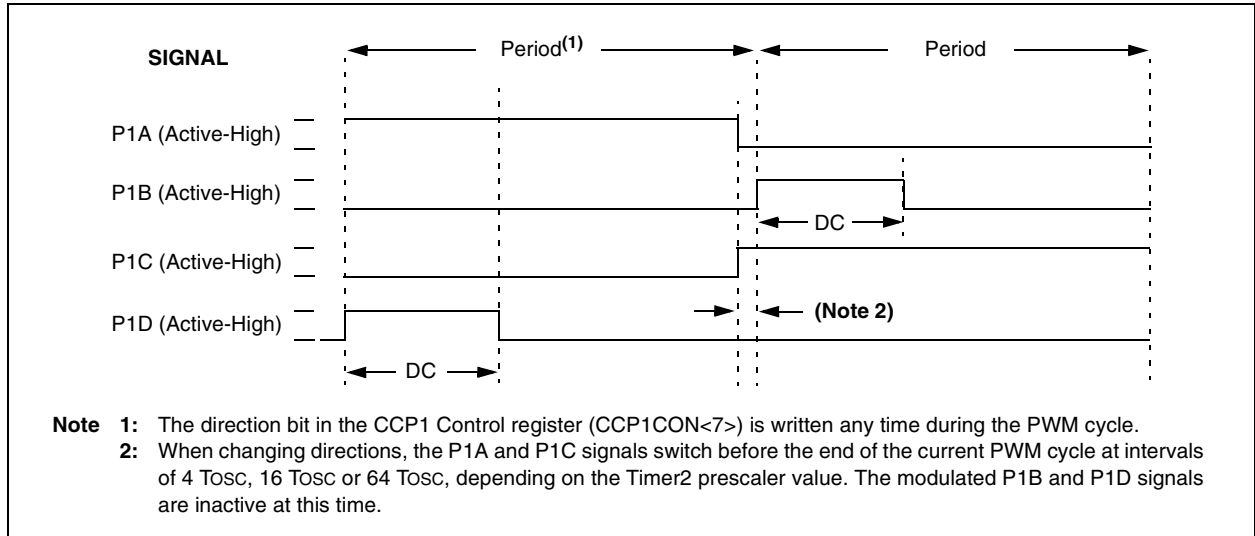 SIGNAL
Period(1)
Period
P1A (Active-High)
P1B (Active-High)
DC
P1C (Active-High)
(Note 2)
P1D (Active-High)
DC
Note 1: The direction bit in the CCP1 Control register (CCP1CON<7>) is written any time during the PWM cycle.
2: When changing directions, the P1A and P1C signals switch before the end of the current PWM cycle at intervals
of 4 TOSC, 16 TOSC or 64 TOSC, depending on the Timer2 prescaler value. The modulated P1B and P1D signals
are inactive at this time.